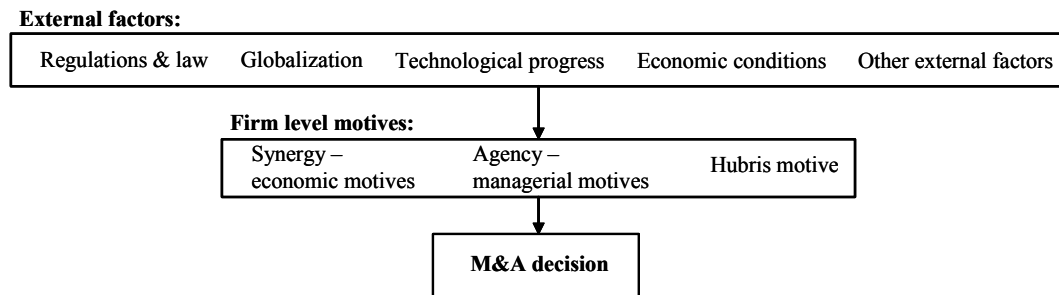 External factors:
Regulations & law Globalization Technological progress Economic conditions Other external factors
Firm level motives:
Synergy – Agency – Hubris motive
economic motives managerial motives
M&A decision